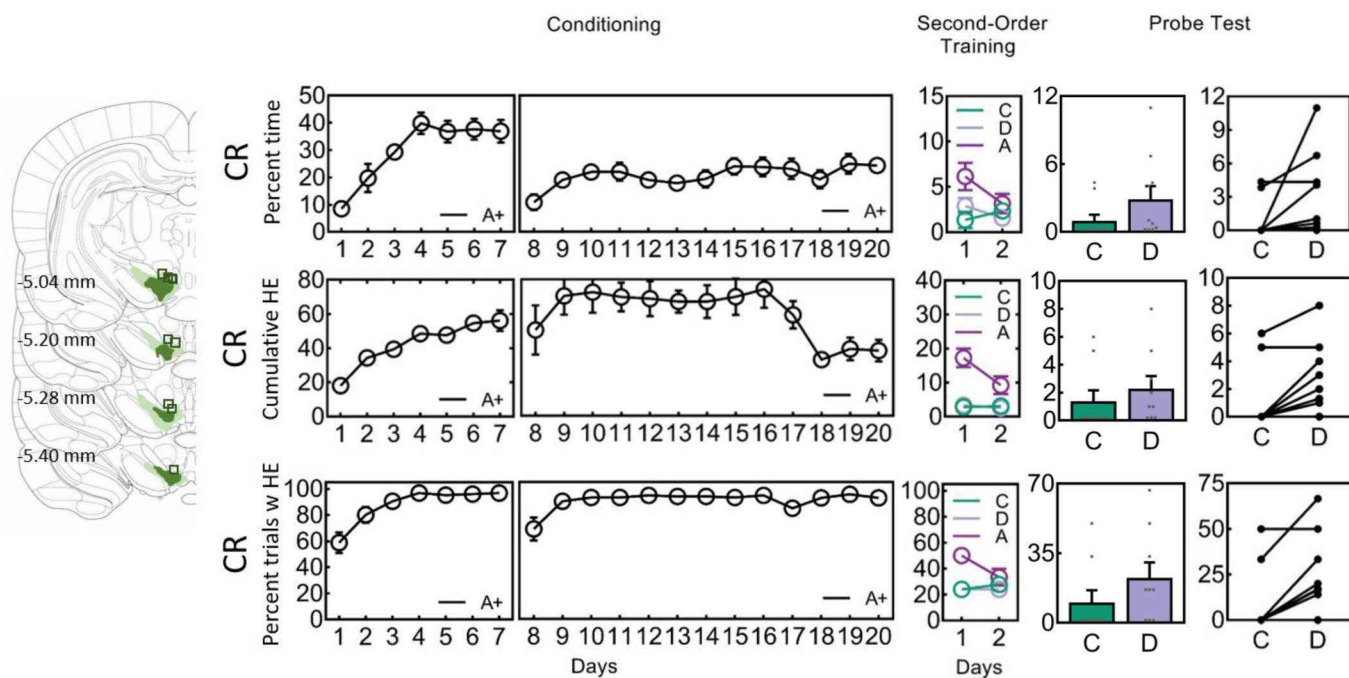 Conditioning
Second-Order
Training
Probe Test
-5.04 mm
-5.20 mm
-5.28 mm
-5.40 mm
CR
Percent time
50
40
30
20
10
0
A+
1 2 3 4 5 6 7
A+
8 9 10 11 12 13 14 15 16 17 18 19 20
15
10
5
0
C
D
A
1 2
12
6
0
C D
12
9
6
3
0
C D
CR
Cumulative HE
80
60
40
20
0
A+
1 2 3 4 5 6 7
A+
8 9 10 11 12 13 14 15 16 17 18 19 20
40
30
20
10
0
C
D
A
1 2
10
8
6
4
2
0
C D
10
8
6
4
2
0
C D
CR
Percent trials w HE
100
80
60
40
20
0
A+
1 2 3 4 5 6 7
A+
8 9 10 11 12 13 14 15 16 17 18 19 20
Days
100
80
60
40
20
0
C
D
A
1 2
Days
70
35
0
C D
75
50
25
0
C D